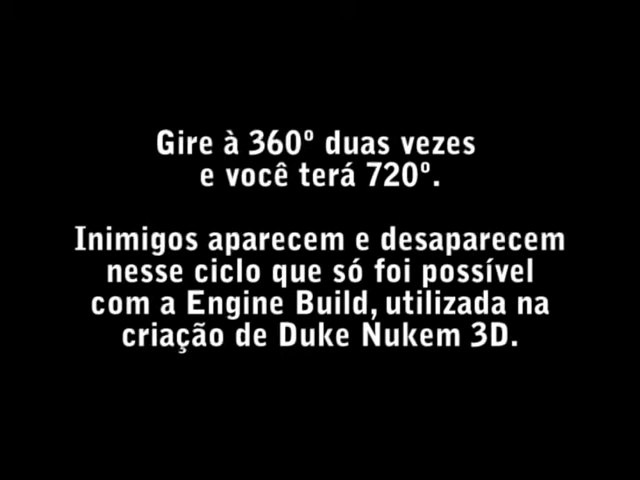 Gire à 360º duas vezes
e você terá 720º.
Inimigos aparecem e desaparecem
nesse ciclo que só foi possível
com a Engine Build, utilizada na
criação de Duke Nukem 3D.